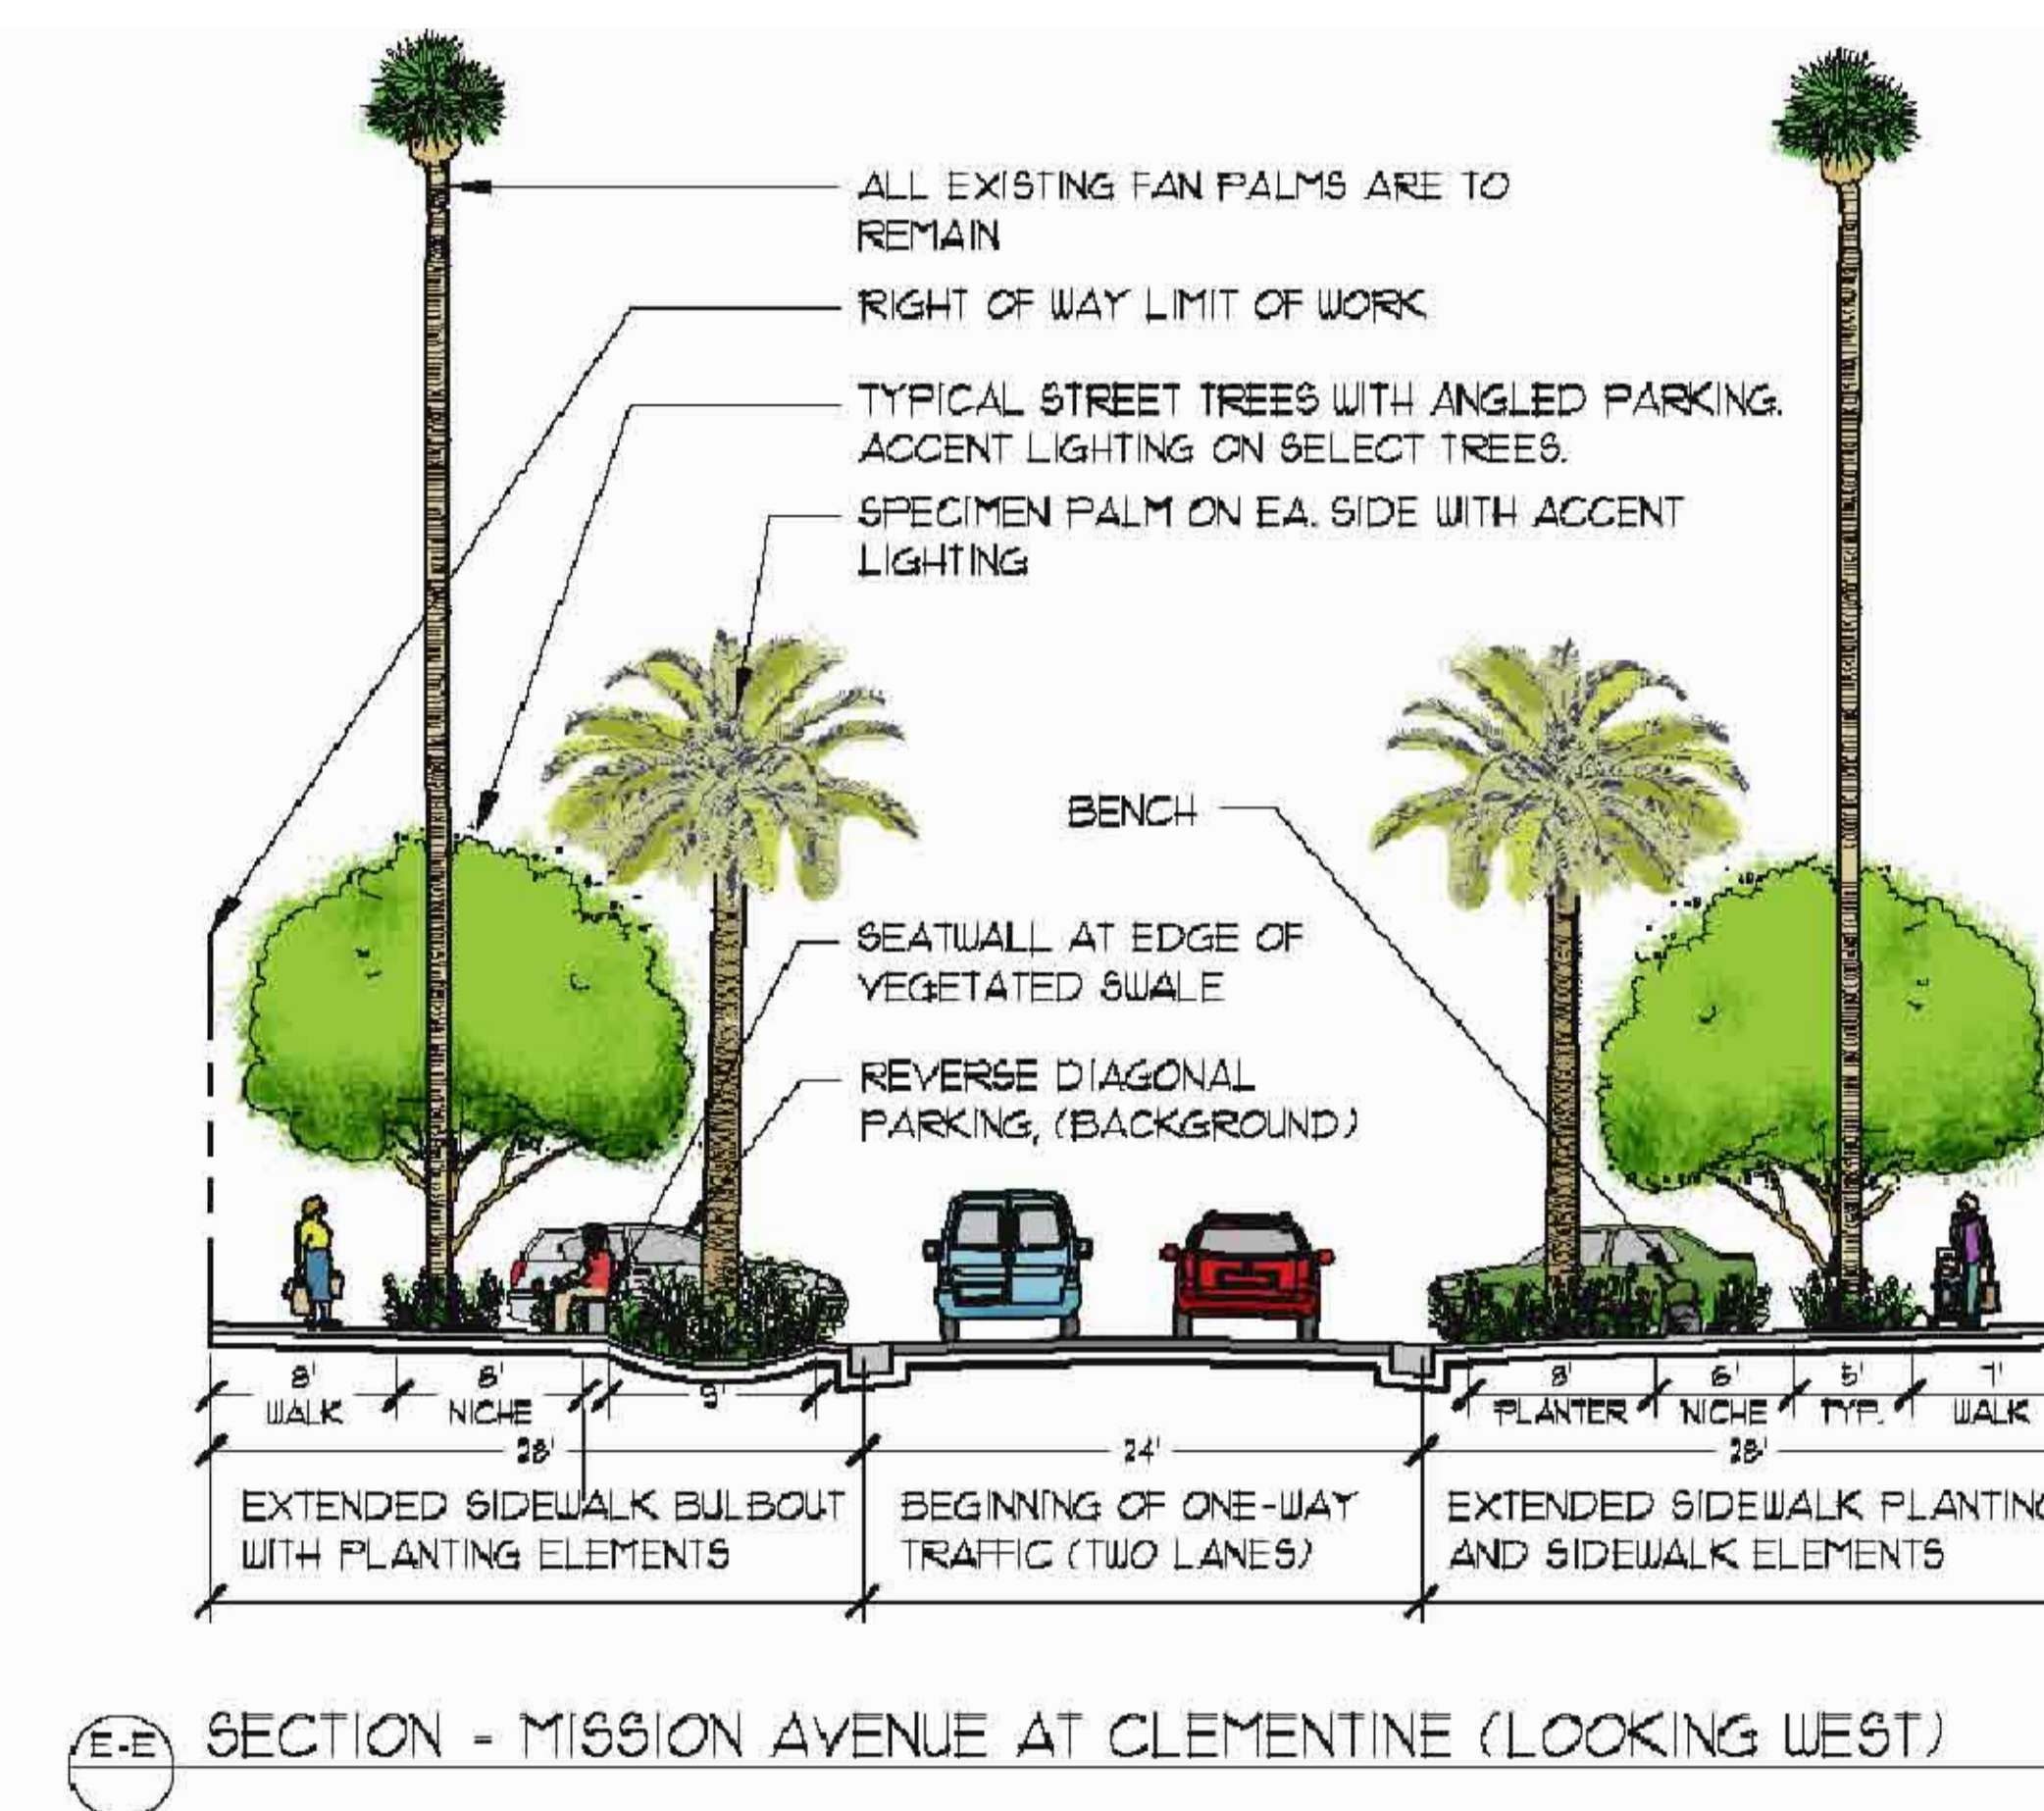 ALL EXISTING FAN PALMS ARE TO
REMAIN
RIGHT OF WAY LIMIT OF WORK
TYPICAL STREET TREES WITH ANGLED PARKING.
ACCENT LIGHTING ON SELECT TREES.
SPECIMEN PALM ON EA. SIDE WITH ACCENT
LIGHTING
BENCH
SEATWALL AT EDGE OF
VEGETATED SWALE
REVERSE DIAGONAL
PARKING, (BACKGROUND)
8' 8' 9' 8' 6' 5' 7'
WALK NICHE PLANTER NICHE TYP. WALK
28' 24' 28'
EXTENDED SIDEWALK BULBOUT
WITH PLANTING ELEMENTS
BEGINNING OF ONE-WAY
TRAFFIC (TWO LANES)
EXTENDED SIDEWALK PLANTING
AND SIDEWALK ELEMENTS
E-E SECTION - MISSION AVENUE AT CLEMENTINE (LOOKING WEST)